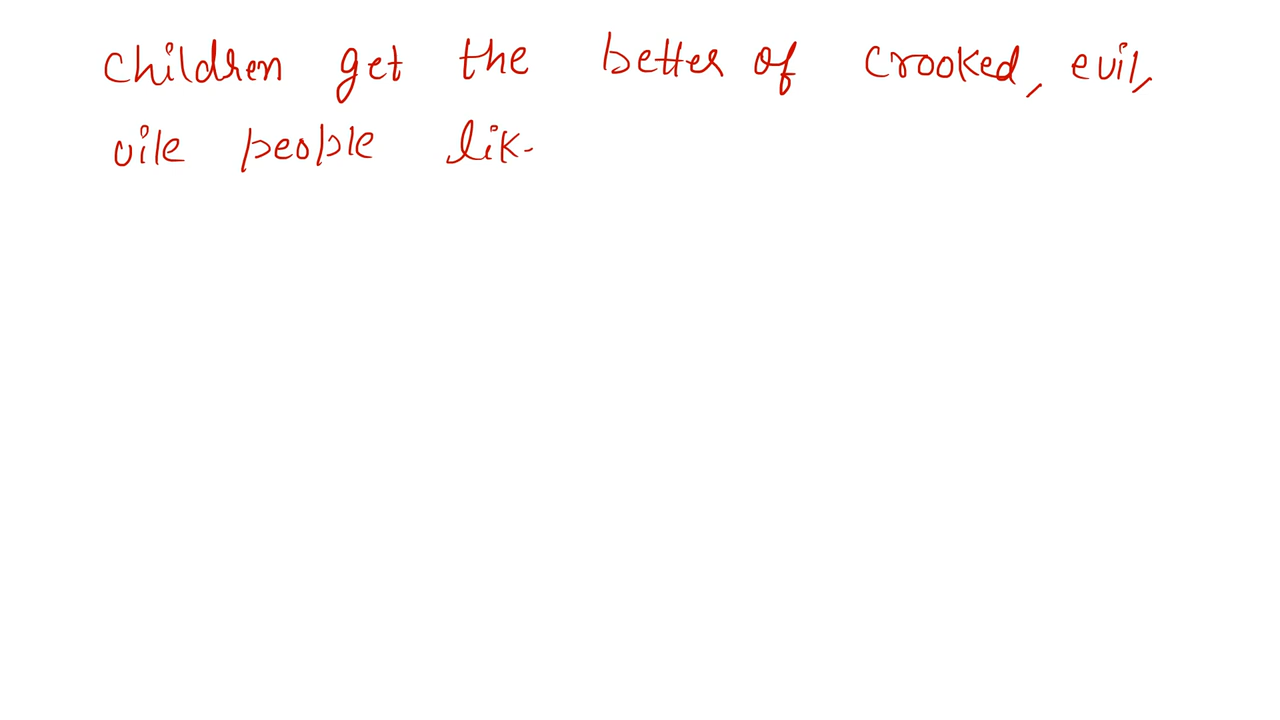 children get the better of crooked, evil,
vile people lik